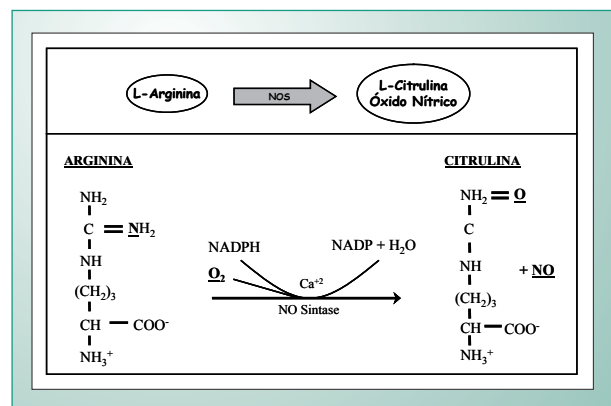 L-Arginina
NOS
L-Citrulina
Óxido Nítrico
ARGININA
NH₂
C = NH₂
NH
(CH₂)₃
CH — COO⁻
NH₃⁺
NADPH
O₂
Ca⁺²
NADP + H₂O
NO Sintase
CITRULINA
NH₂ = O
C
NH
+ NO
(CH₂)₃
CH — COO⁻
NH₃⁺